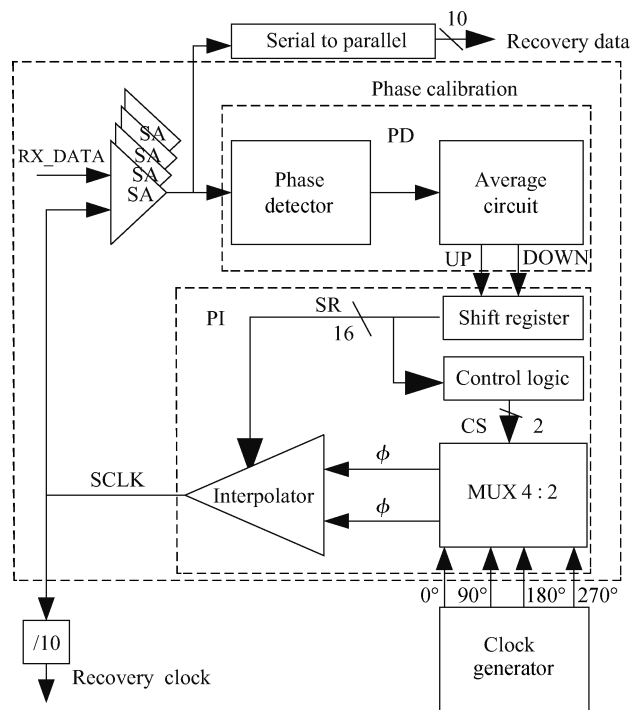 10
Serial to parallel
Recovery data
Phase calibration
SA
SA
SA
SA
RX_DATA
PD
Phase
detector
Average
circuit
UP
DOWN
SR
16
PI
Shift register
Control logic
CS
2
ϕ
ϕ
SCLK
Interpolator
MUX 4 : 2
0°
90°
180°
270°
/10
Clock
generator
Recovery clock